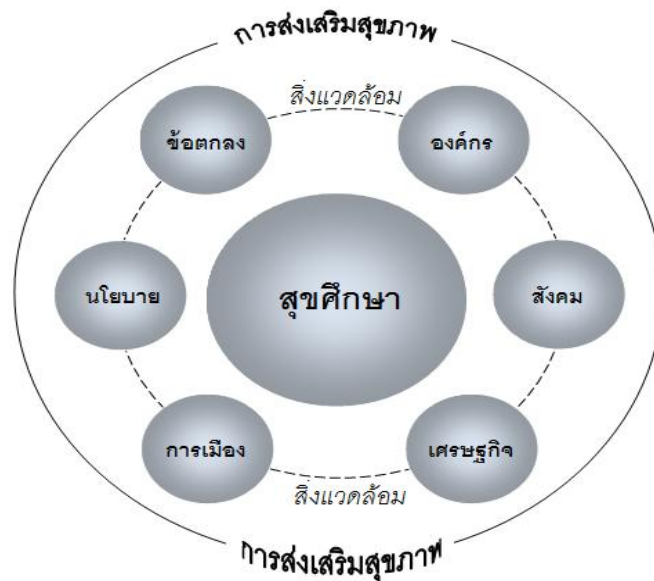 การส่งเสริมสุขภาพ
สิ่งแวดล้อม
ข้อตกลง
องค์กร
นโยบาย
สุขศึกษา
สังคม
การเมือง
เศรษฐกิจ
สิ่งแวดล้อม
การส่งเสริมสุขภาพ